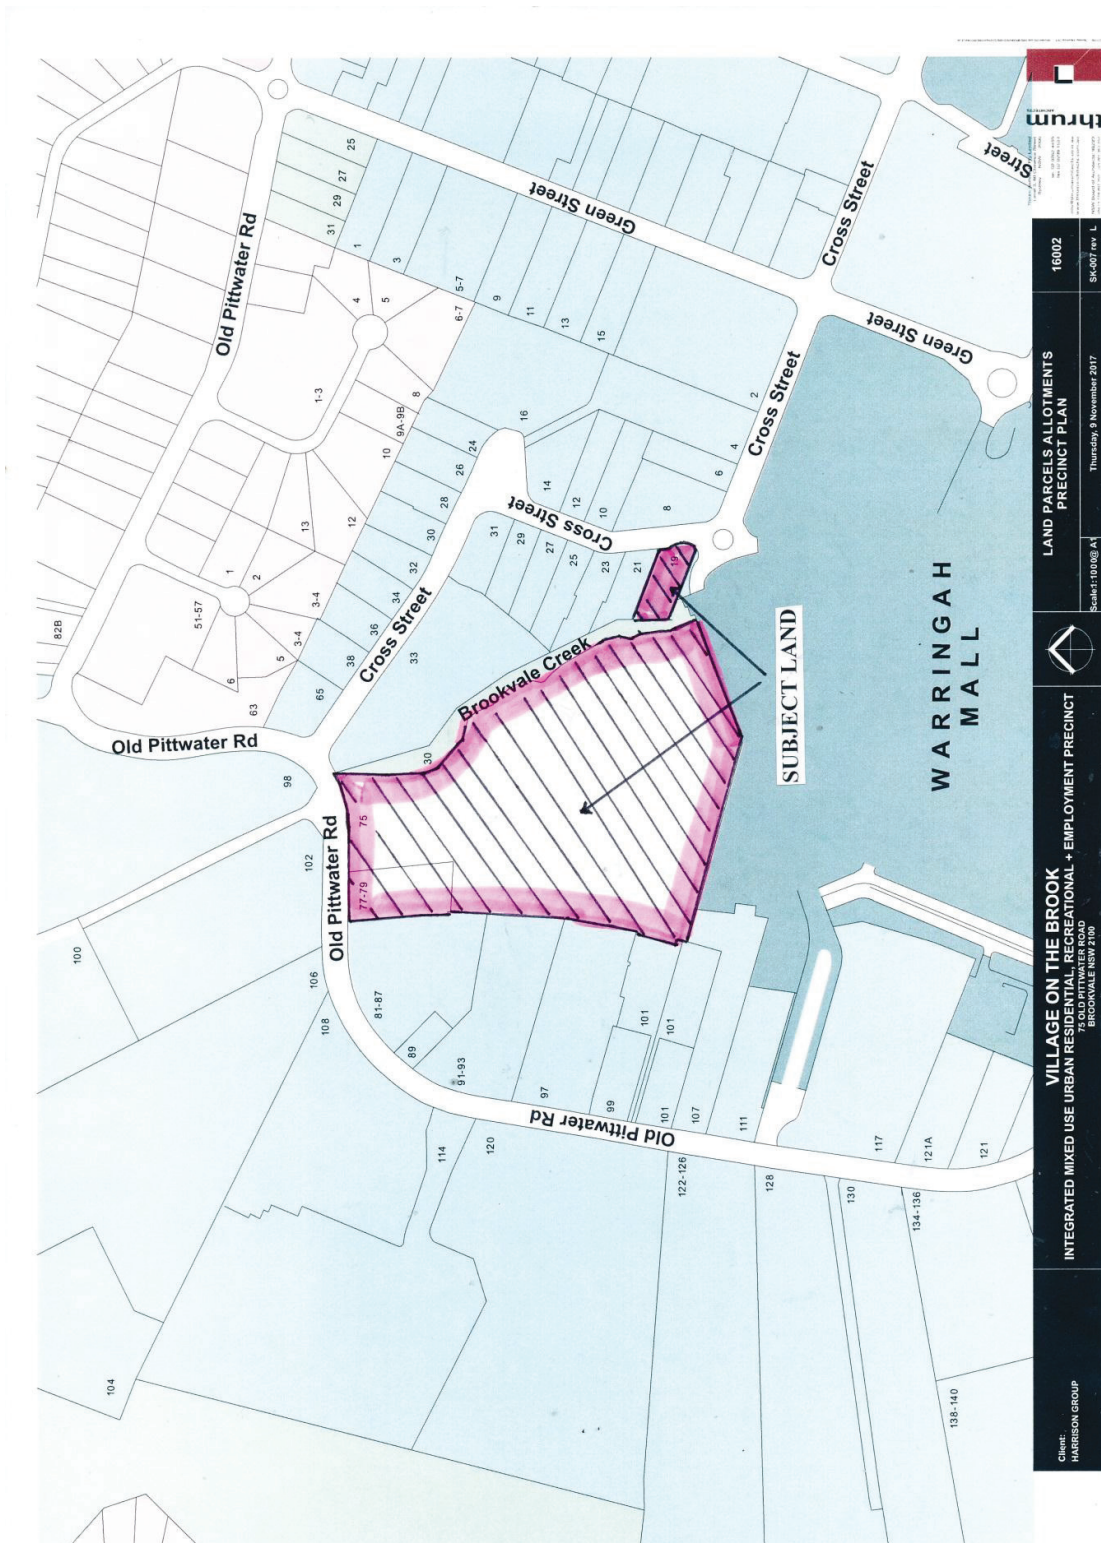 Old Pittwater Rd
25
27
29
31
1
3
5-7
6-7
9
11
13
15
4
5
1-3
8
9A-9B
10
12
13
Green Street
Cross Street
Street
Green Street
Cross Street
2
4
6
8
16
24
26
28
30
32
34
36
38
65
14
12
10
Cross Street
31
29
27
25
23
21
19
33
Cross Street
82B
51-57
1
2
3-4
3-4
5
6
63
Old Pittwater Rd
98
Brookvale Creek
30
75
77-79
102
Old Pittwater Rd
SUBJECT LAND
WARRINGAH
MALL
100
106
108
81-87
89
91-93
97
99
101
101
101
107
111
Old Pittwater Rd
114
120
122-126
128
130
134-136
138-140
117
121A
121
104
thrum
16002
SK-007 rev L
LAND PARCELS ALLOTMENTS
PRECINCT PLAN
Scale1:1000@ A1
Thursday, 9 November 2017
VILLAGE ON THE BROOK
INTEGRATED MIXED USE URBAN RESIDENTIAL, RECREATIONAL + EMPLOYMENT PRECINCT
75 OLD PITTWATER ROAD
BROOKVALE NSW 2100
Client:
HARRISON GROUP